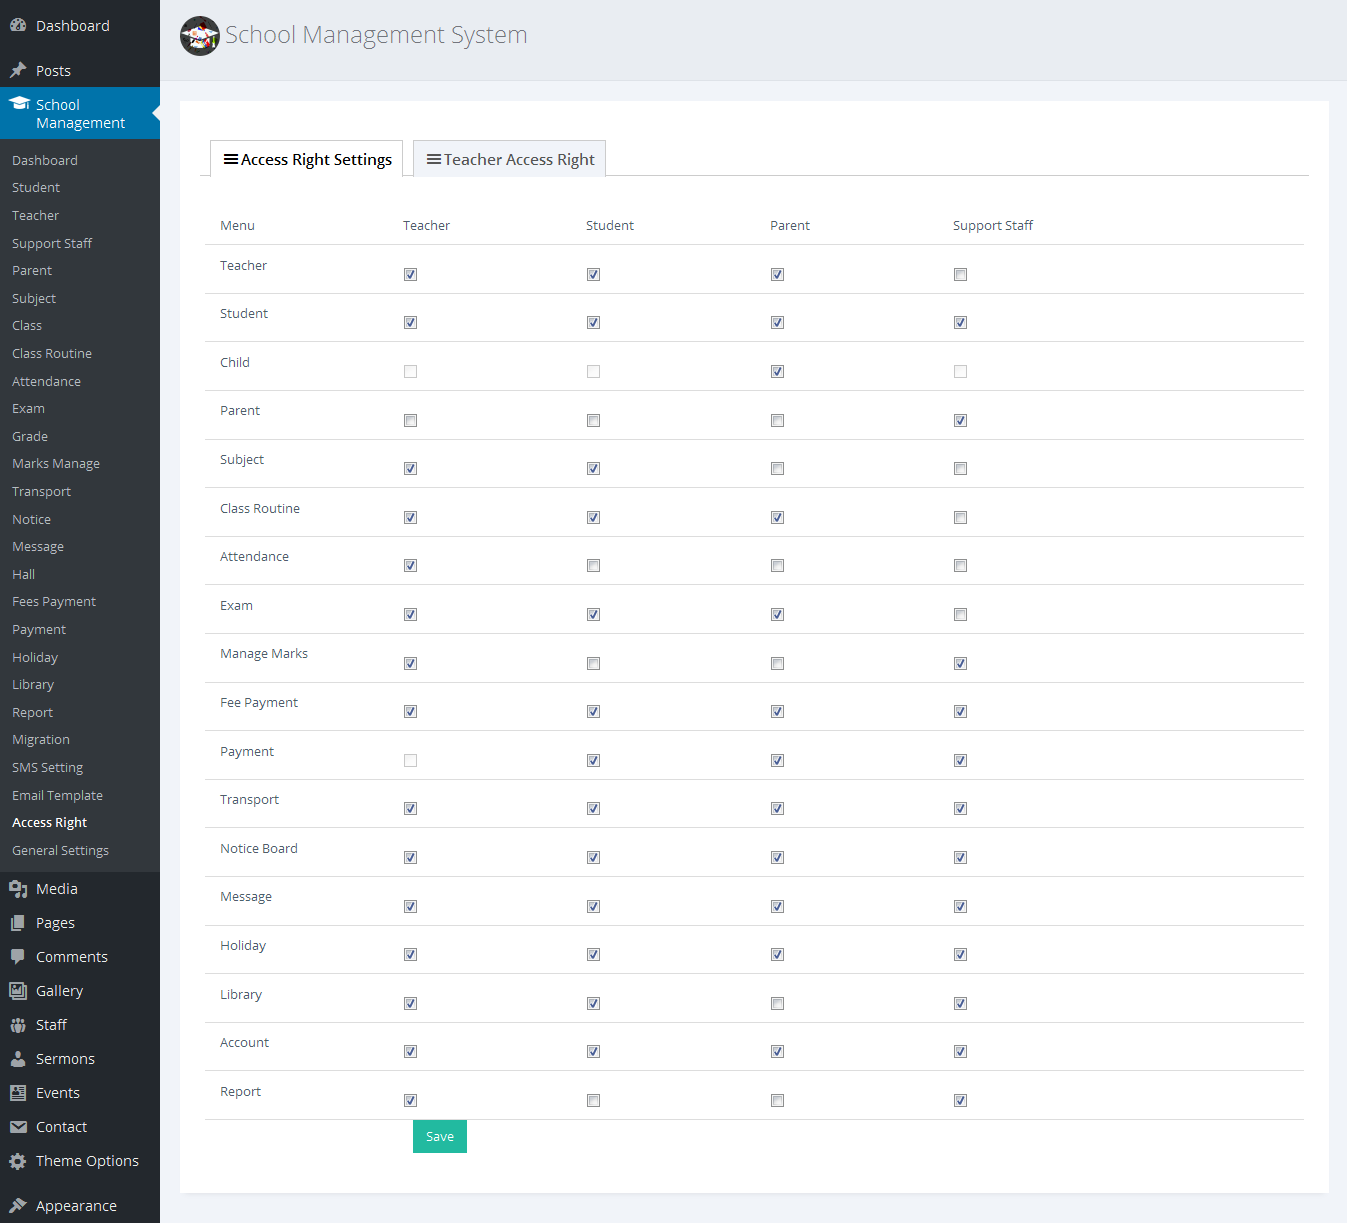 Dashboard
Posts
School
Management
Dashboard
Student
Teacher
Support Staff
Parent
Subject
Class
Class Routine
Attendance
Exam
Grade
Marks Manage
Transport
Notice
Message
Hall
Fees Payment
Payment
Holiday
Library
Report
Migration
SMS Setting
Email Template
Access Right
General Settings
Media
Pages
Comments
Gallery
Staff
Sermons
Events
Contact
Theme Options
Appearance
School Management System
Access Right Settings Teacher Access Right
Menu Teacher Student Parent Support Staff
Teacher
Student
Child
Parent
Subject
Class Routine
Attendance
Exam
Manage Marks
Fee Payment
Payment
Transport
Notice Board
Message
Holiday
Library
Account
Report
Save